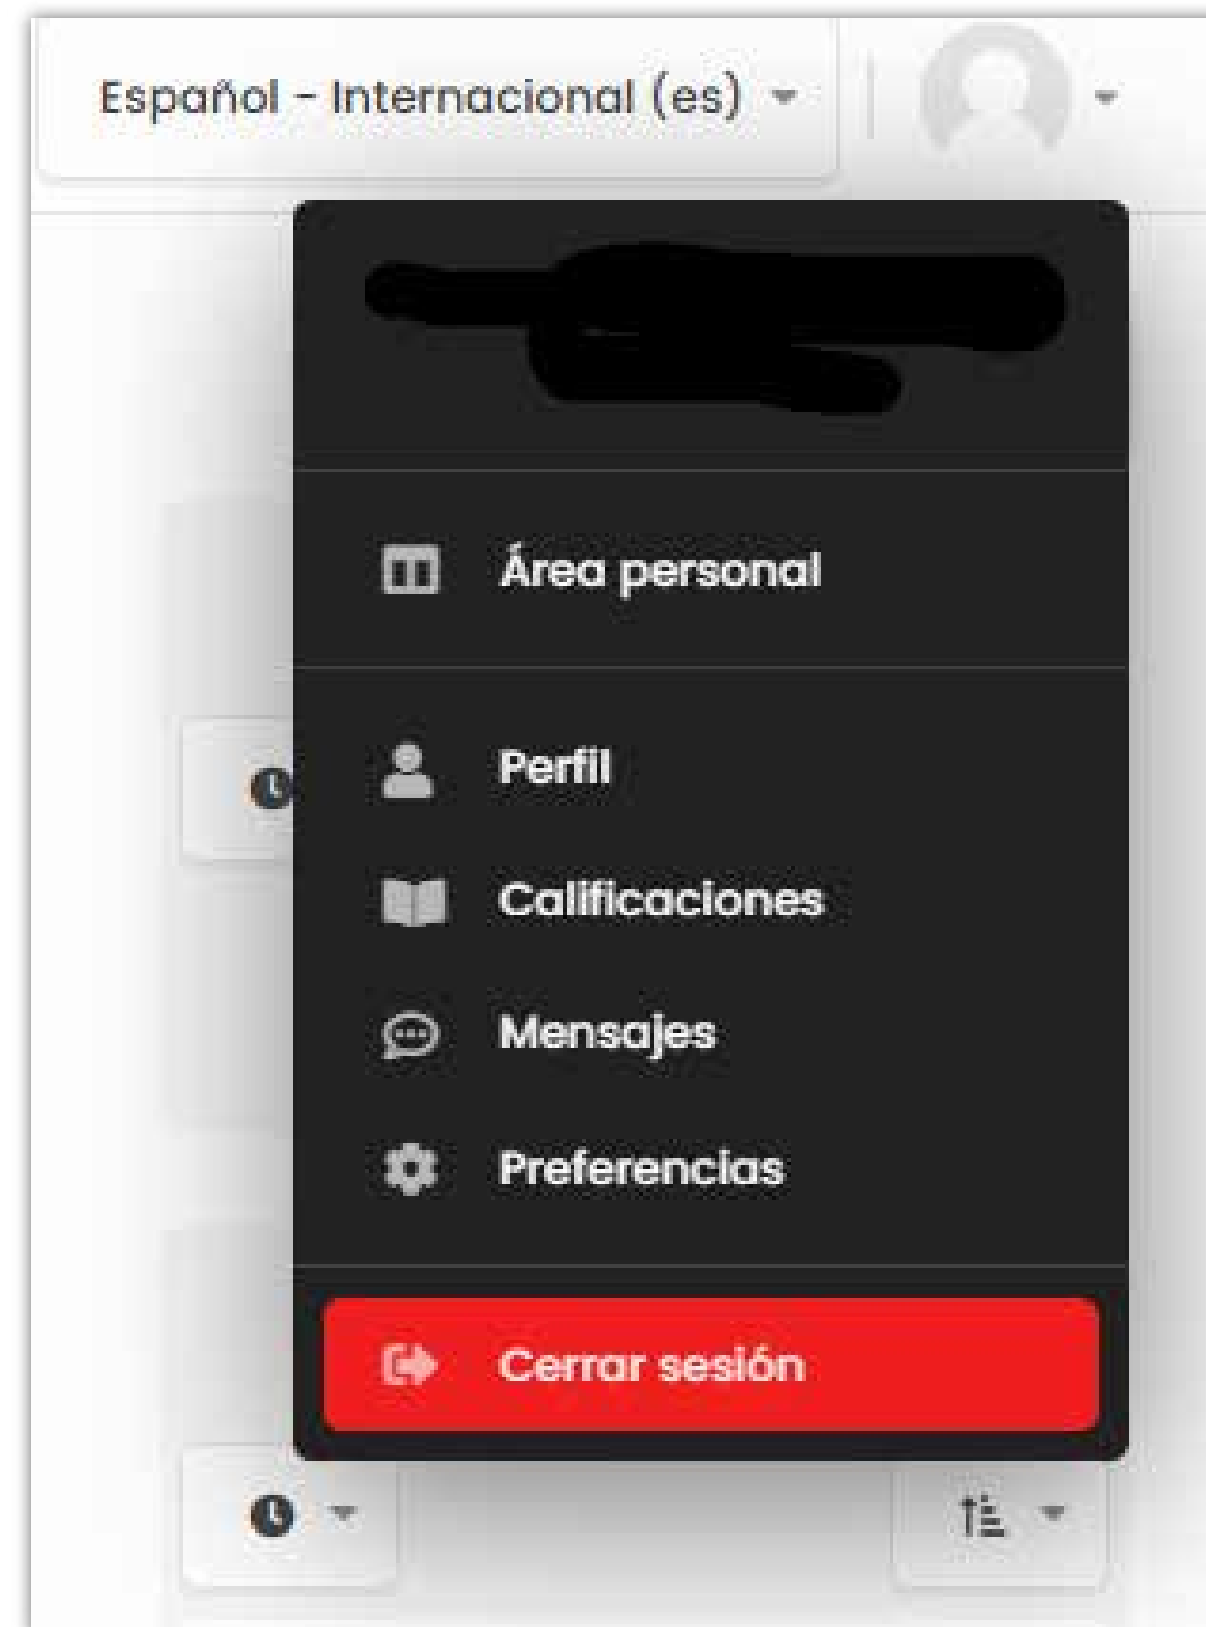 Español - Internacional (es)
Área personal
Perfil
Calificaciones
Mensajes
Preferencias
Cerrar sesión